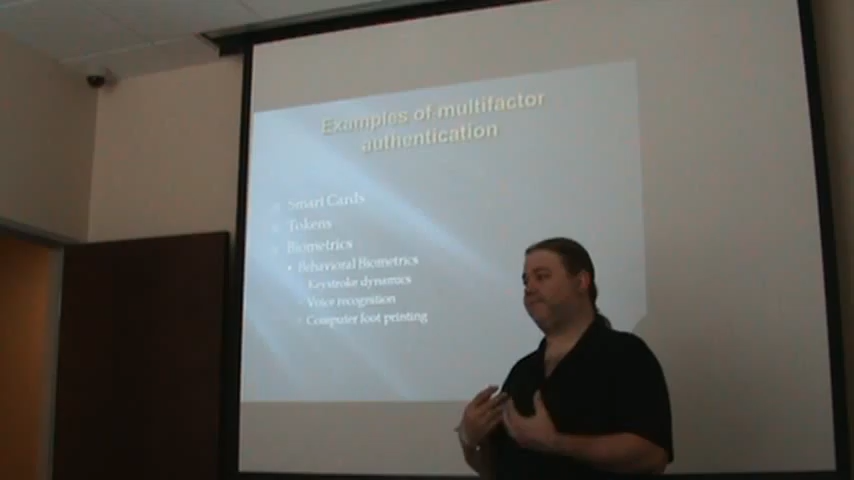 Examples of multifactor
authentication
Smart Cards
Tokens
Biometrics
• Behavioral Biometrics
Keystroke dynamics
Voice recognition
Computer foot printing